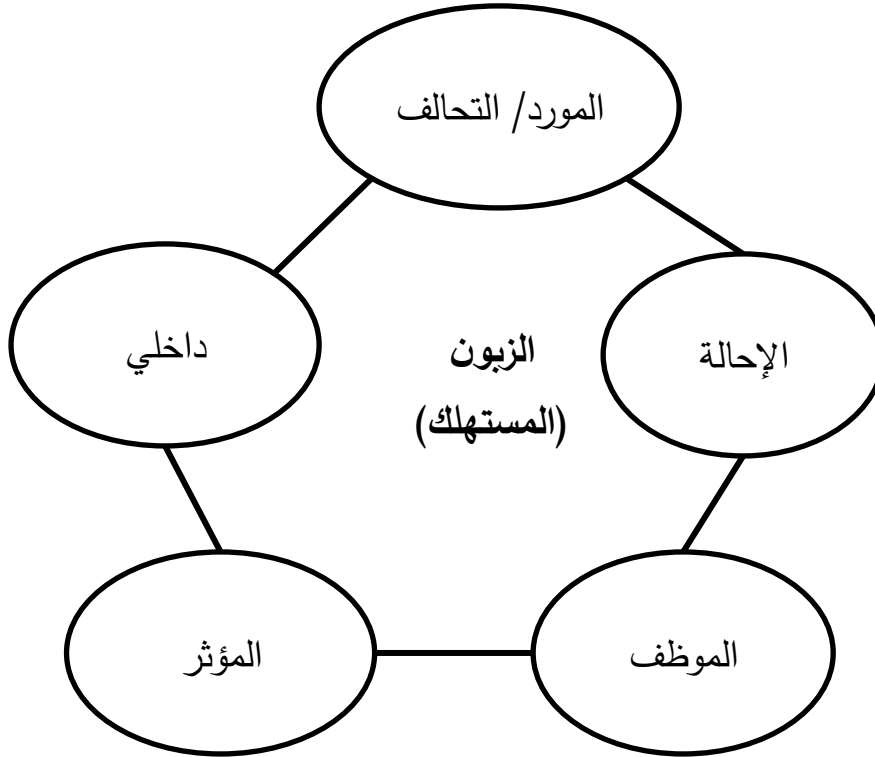 المورد/ التحالف
داخلي
الزبون
(المستهلك)
الإحالة
المؤثر
الموظف